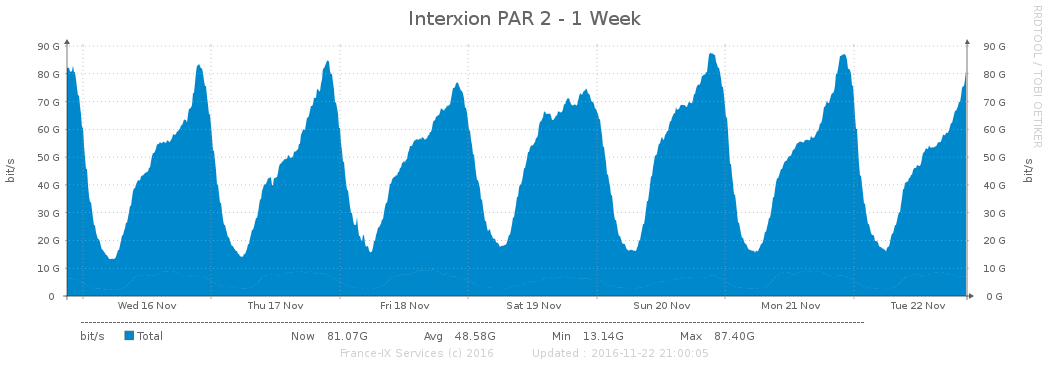 Interxion PAR 2 - 1 Week
RRDTOOL / TOBI OETIKER
bit/s
90 G
80 G
70 G
60 G
50 G
40 G
30 G
20 G
10 G
0
90 G
80 G
70 G
60 G
50 G
40 G
30 G
20 G
10 G
0 G
bit/s
Wed 16 Nov Thu 17 Nov Fri 18 Nov Sat 19 Nov Sun 20 Nov Mon 21 Nov Tue 22 Nov
bit/s Total Now 81.07G Avg 48.58G Min 13.14G Max 87.40G
France-IX Services (c) 2016 Updated : 2016-11-22 21:00:05